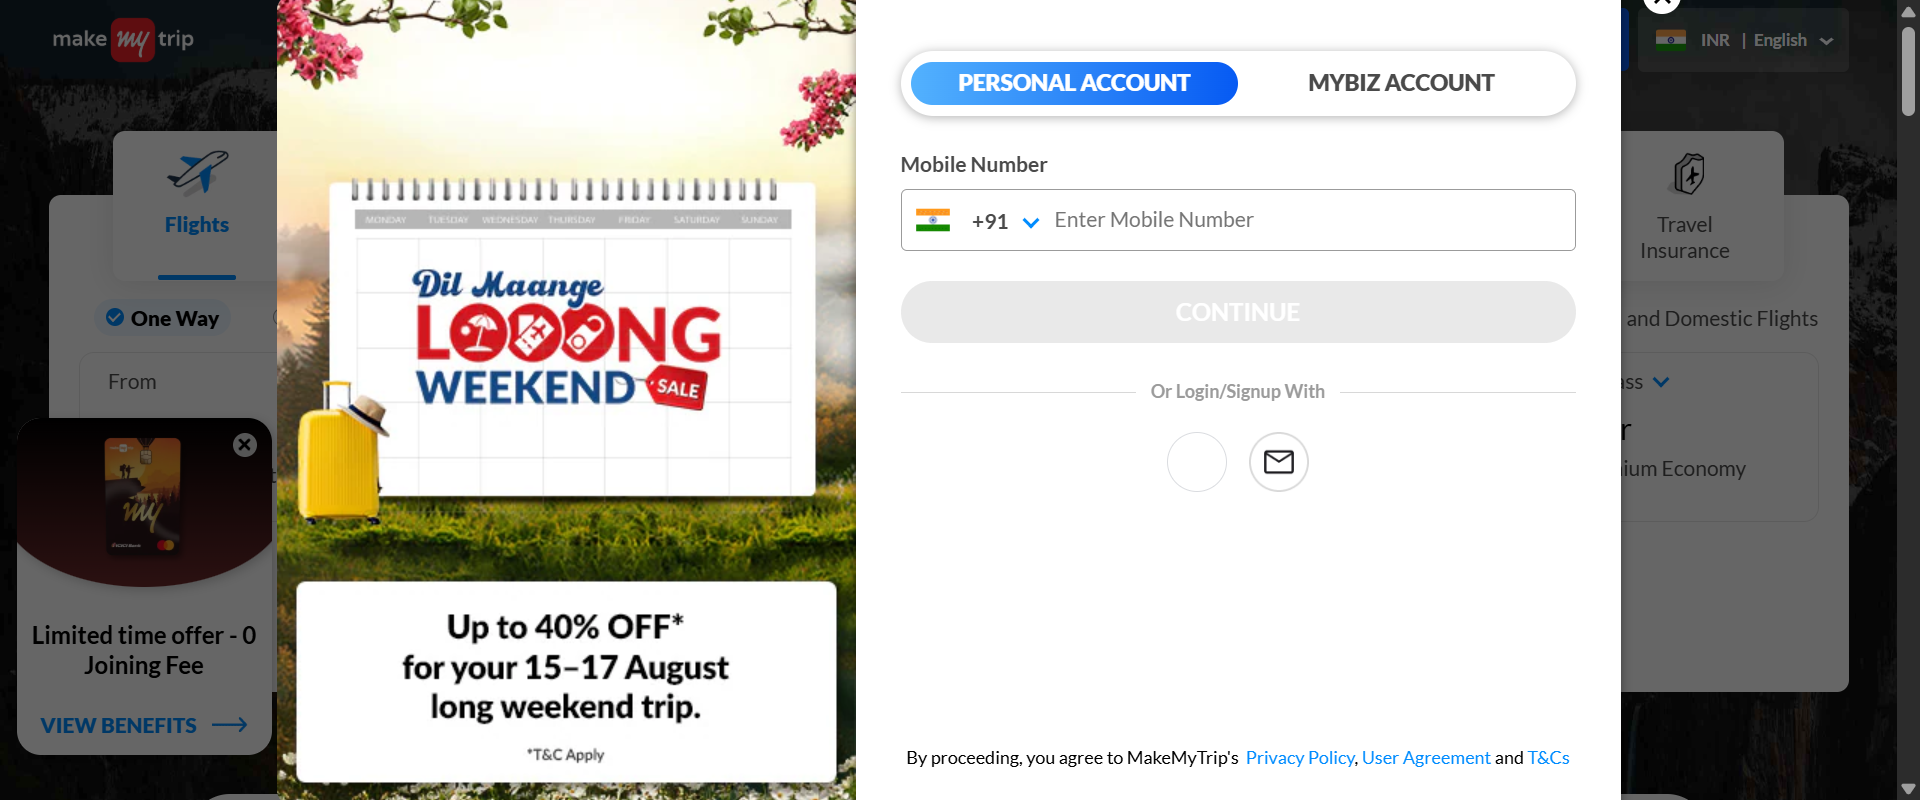 make my trip
INR | English
Flights
One Way
From
my
Limited time offer - 0
Joining Fee
VIEW BENEFITS
MONDAY TUESDAY WEDNESDAY THURSDAY FRIDAY SATURDAY SUNDAY
Dil Maange
LOOONG
WEEKEND
SALE
Up to 40% OFF*
for your 15–17 August
long weekend trip.
*T&C Apply
PERSONAL ACCOUNT
MYBIZ ACCOUNT
Mobile Number
+91 Enter Mobile Number
CONTINUE
Or Login/Signup With
By proceeding, you agree to MakeMyTrip's Privacy Policy, User Agreement and T&Cs
Travel
Insurance
and Domestic Flights
ass
r
ium Economy